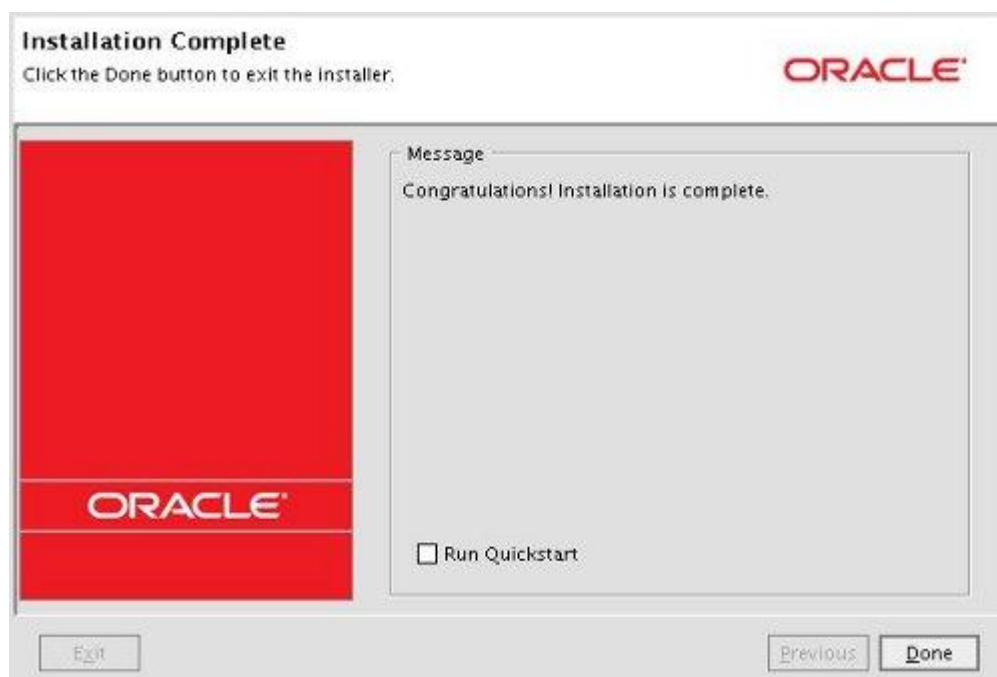 Installation Complete
Click the Done button to exit the installer.
ORACLE
Message
Congratulations! Installation is complete.
ORACLE
Run Quickstart
Exit
Previous
Done